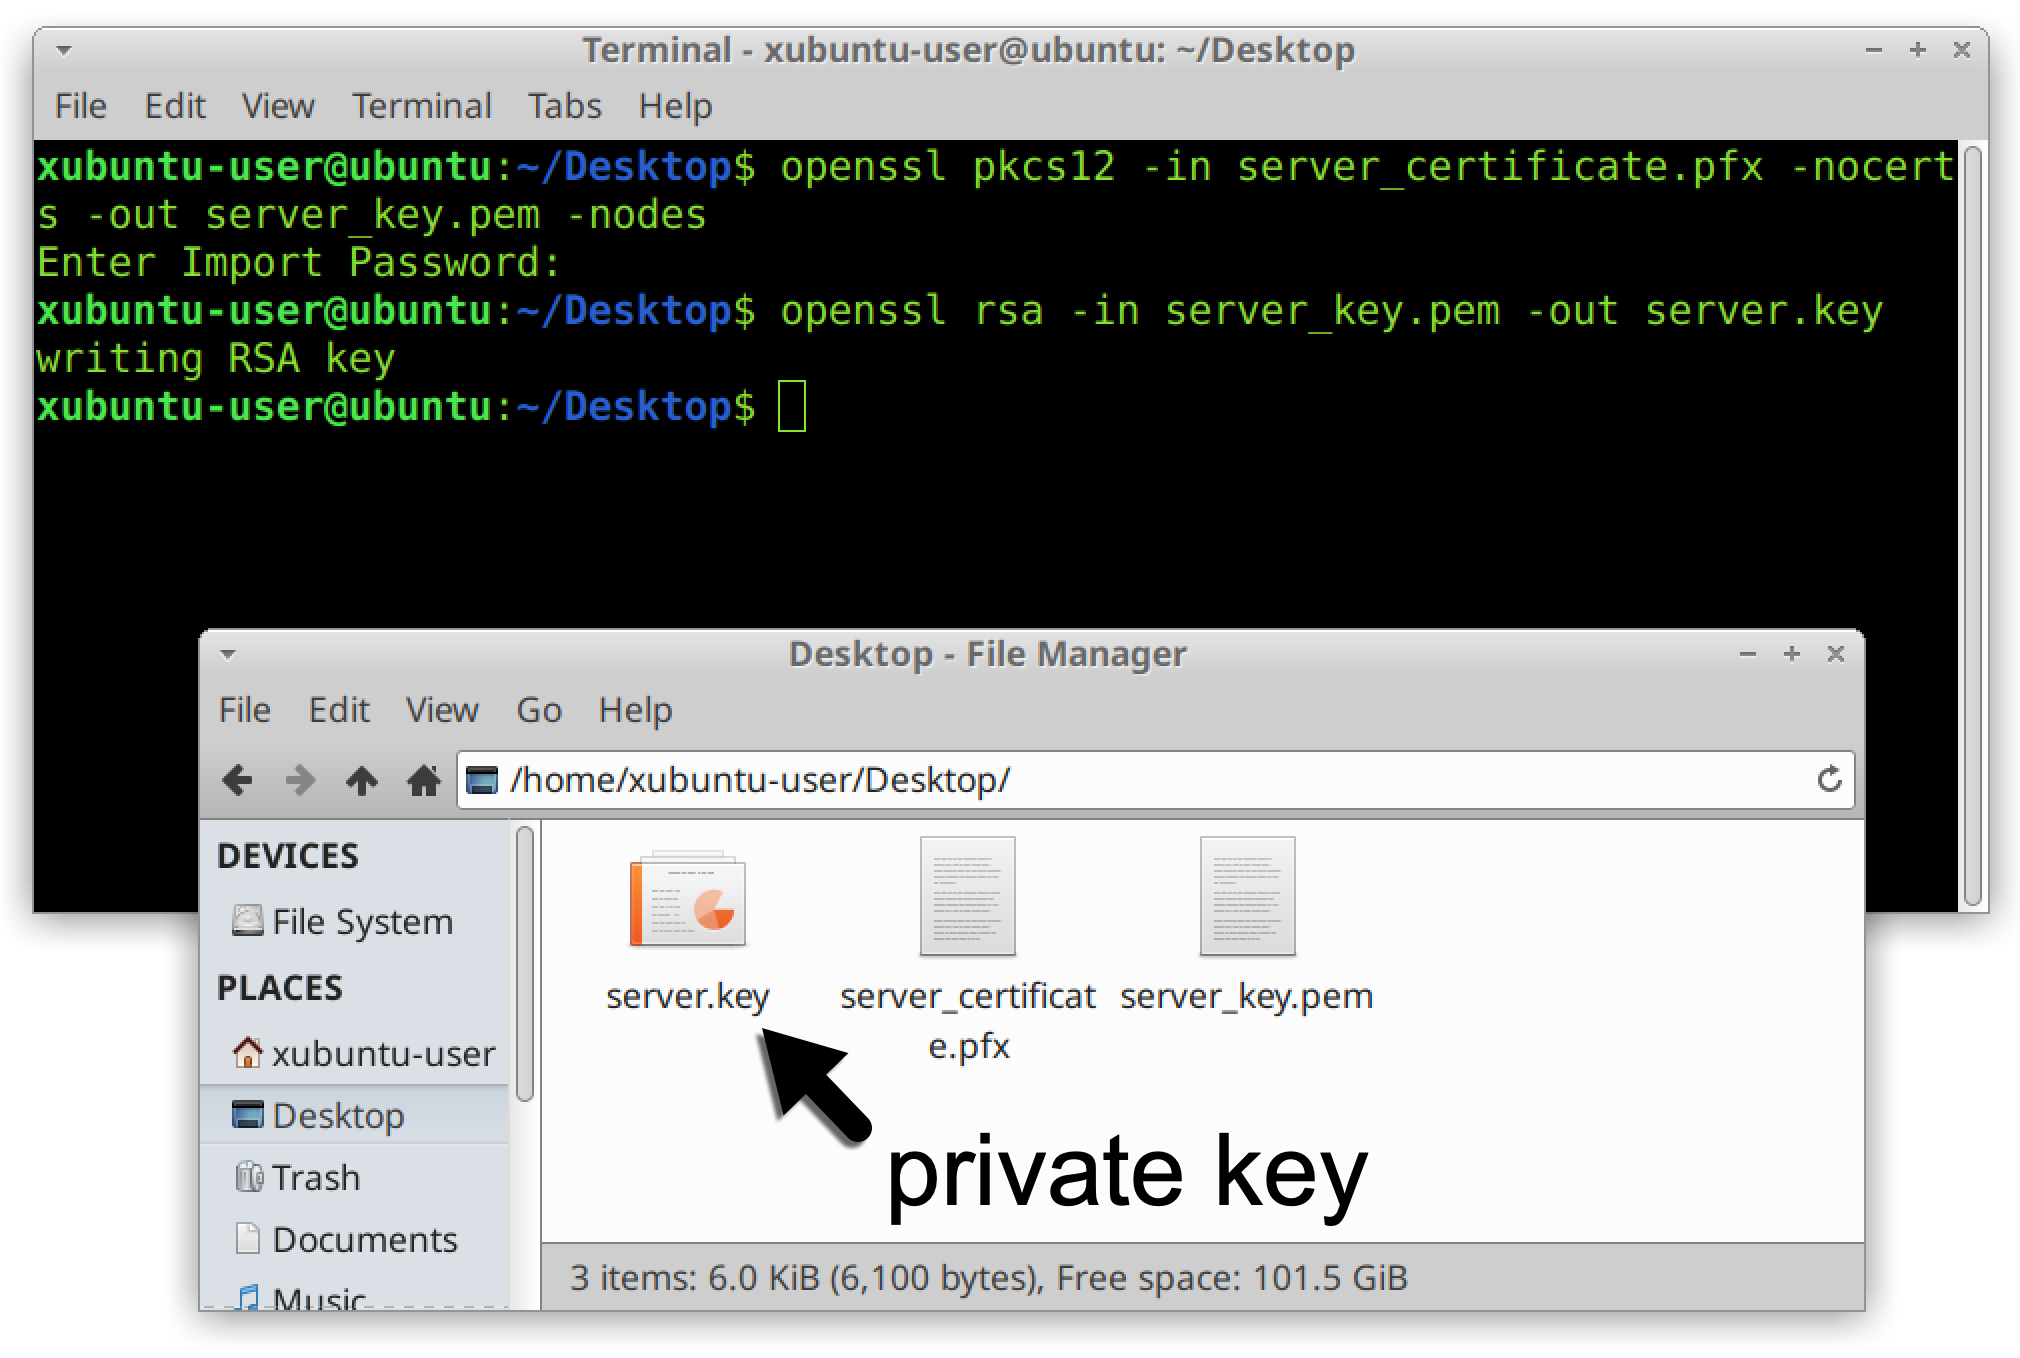 Terminal - xubuntu-user@ubuntu: ~/Desktop
File Edit View Terminal Tabs Help
xubuntu-user@ubuntu:~/Desktop$ openssl pkcs12 -in server_certificate.pfx -nocert
s -out server_key.pem -nodes
Enter Import Password:
xubuntu-user@ubuntu:~/Desktop$ openssl rsa -in server_key.pem -out server.key
writing RSA key
xubuntu-user@ubuntu:~/Desktop$
Desktop - File Manager
File Edit View Go Help
/home/xubuntu-user/Desktop/
DEVICES
File System
PLACES
xubuntu-user
Desktop
Trash
Documents
Music
server.key
server_certificat
e.pfx
server_key.pem
private key
3 items: 6.0 KiB (6,100 bytes), Free space: 101.5 GiB